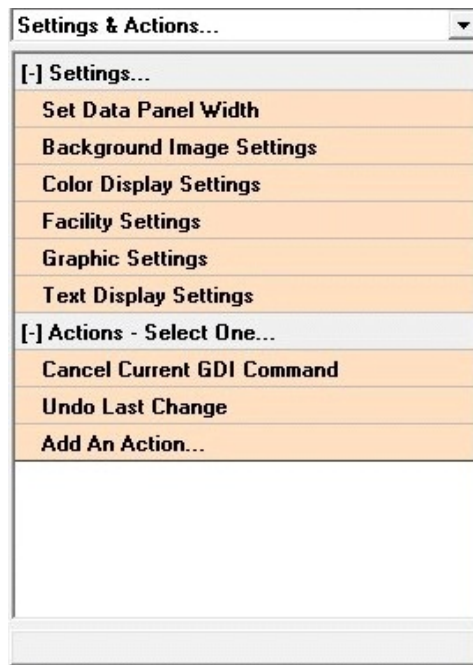 Settings & Actions...
[-] Settings...
Set Data Panel Width
Background Image Settings
Color Display Settings
Facility Settings
Graphic Settings
Text Display Settings
[-] Actions - Select One...
Cancel Current GDI Command
Undo Last Change
Add An Action...